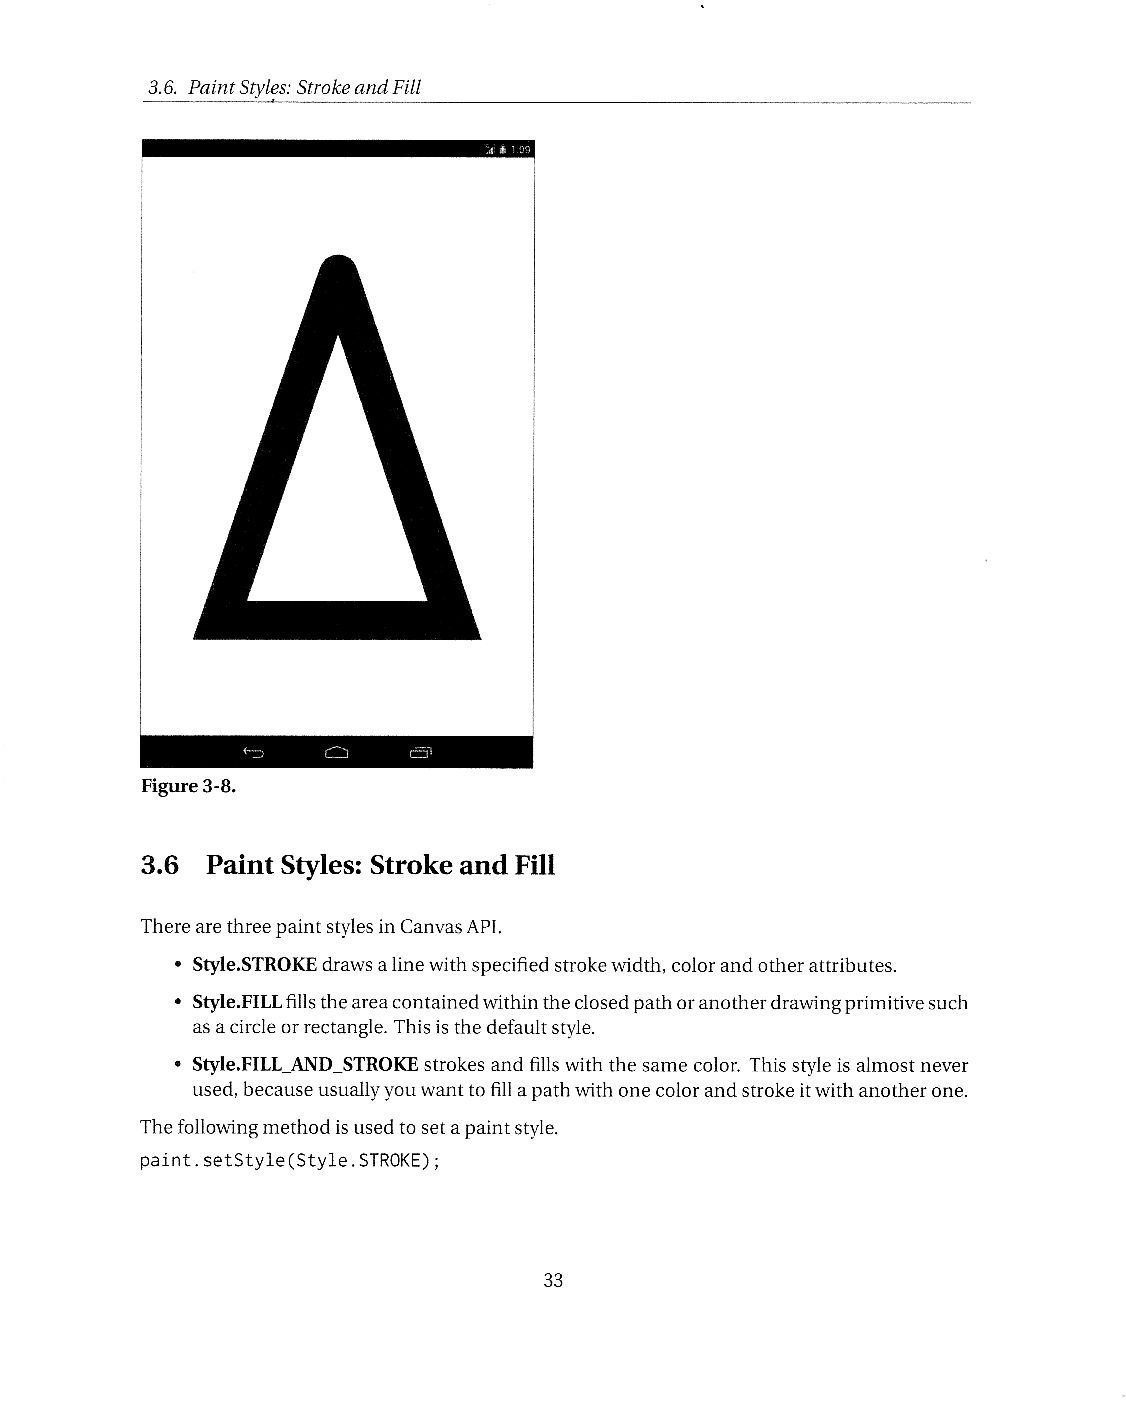 3.6. Paint Styles: Stroke and Fill
1:09
Figure 3-8.
3.6 Paint Styles: Stroke and Fill
There are three paint styles in Canvas API.
• Style.STROKE draws a line with specified stroke width, color and other attributes.
• Style.FILL fills the area contained within the closed path or another drawing primitive such
as a circle or rectangle. This is the default style.
• Style.FILL_AND_STROKE strokes and fills with the same color. This style is almost never
used, because usually you want to fill a path with one color and stroke it with another one.
The following method is used to set a paint style.
paint.setStyle(Style.STROKE);
33